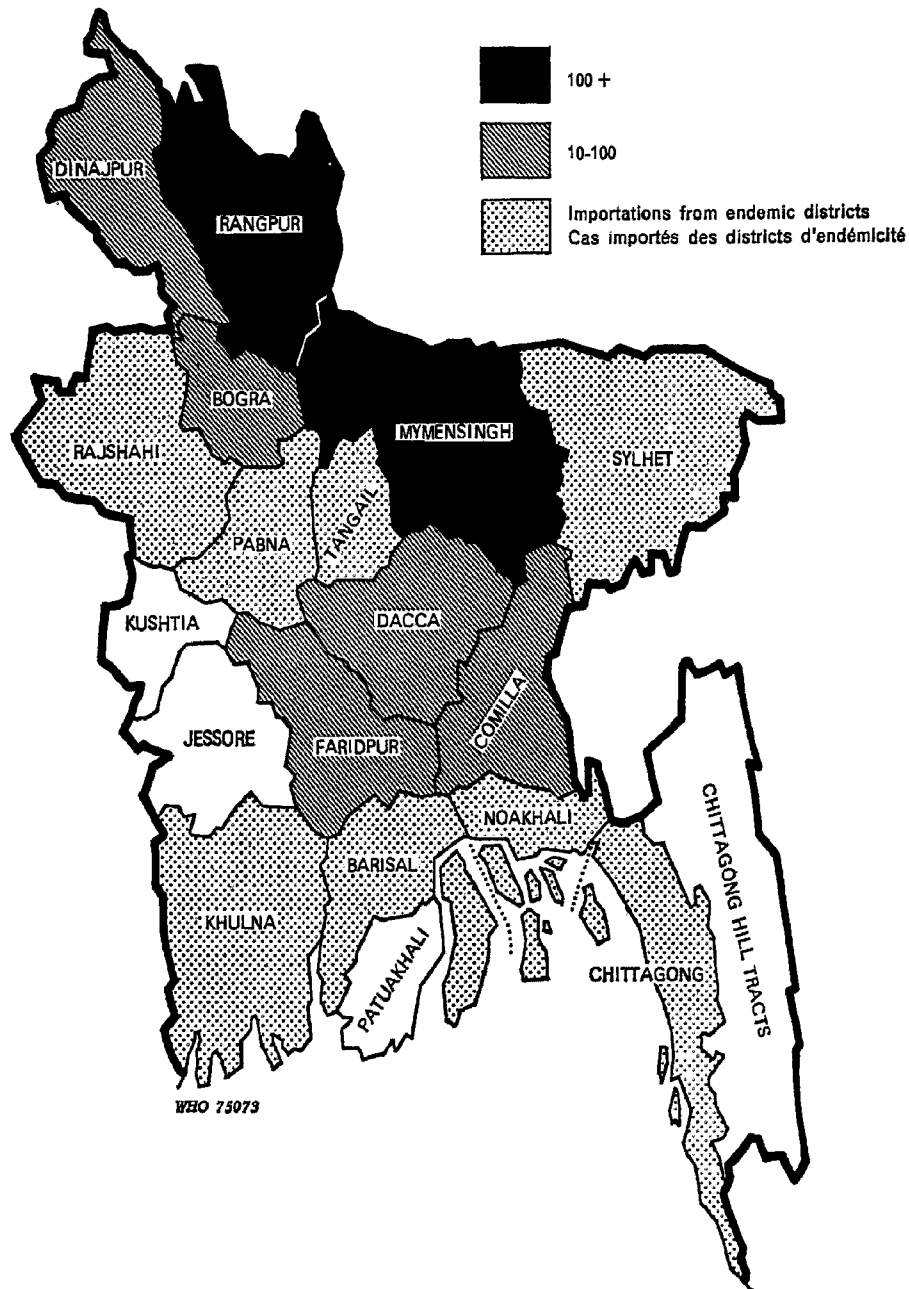 100 +
10-100
Importations from endemic districts
Cas importés des districts d'endémicité
DINAJPUR
RANGPUR
BOGRA
RAJSHAHI
MYMENSINGH
SYLHET
PABNA
TANGAIL
KUSHTIA
DACCA
JESSORE
FARIDPUR
COMILLA
NOAKHALI
BARISAL
KHULNA
PATUAKHALI
CHITTAGONG
CHITTAGONG HILL TRACTS
WHO 75073